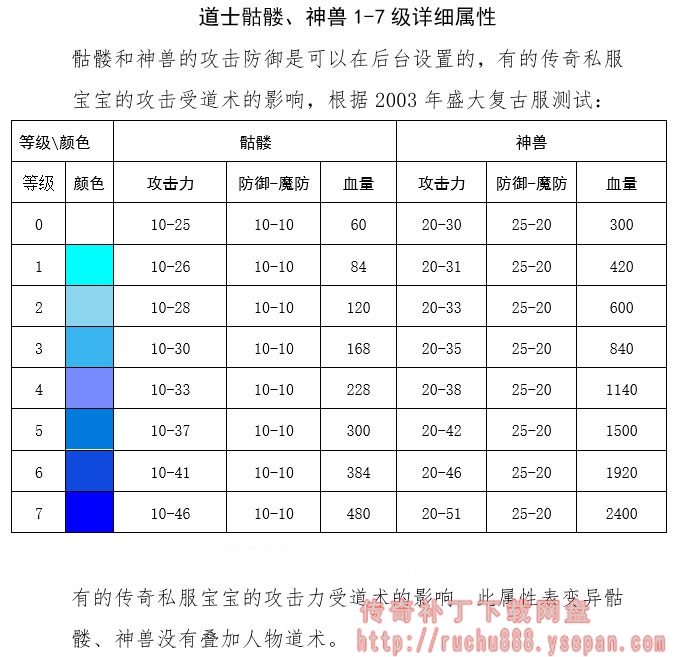 道士骷髅、神兽1-7级详细属性
骷髅和神兽的攻击防御是可以在后台设置的，有的传奇私服
宝宝的攻击受道术的影响，根据2003年盛大复古服测试：
等级\颜色 骷髅 神兽
等级 颜色 攻击力 防御-魔防 血量 攻击力 防御-魔防 血量
0 10-25 10-10 60 20-30 25-20 300
1 10-26 10-10 84 20-31 25-20 420
2 10-28 10-10 120 20-33 25-20 600
3 10-30 10-10 168 20-35 25-20 840
4 10-33 10-10 228 20-38 25-20 1140
5 10-37 10-10 300 20-42 25-20 1500
6 10-41 10-10 384 20-46 25-20 1920
7 10-46 10-10 480 20-51 25-20 2400
有的传奇私服宝宝的攻击力受道术的影响，此属性表变异骷
髅、神兽没有叠加人物道术。
传奇补丁下载网盘
http://ruchu888.ysepan.com